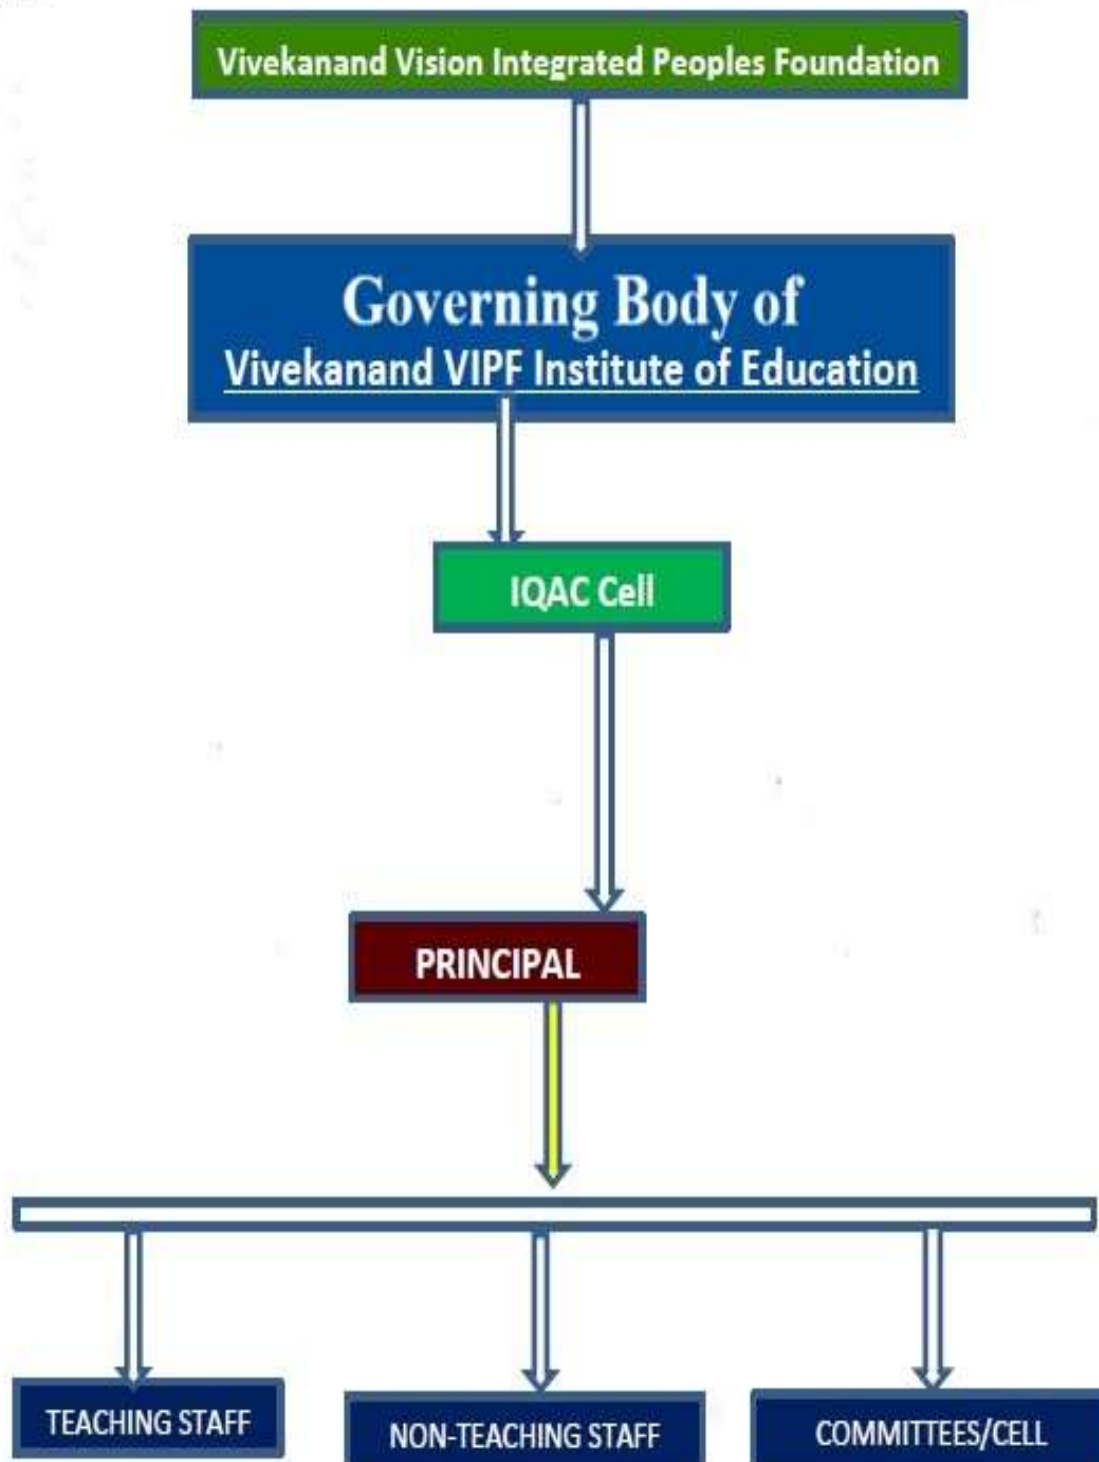 Vivekanand Vision Integrated Peoples Foundation
Governing Body of
Vivekanand VIPF Institute of Education
IQAC Cell
PRINCIPAL
TEACHING STAFF
NON-TEACHING STAFF
COMMITTEES/CELL